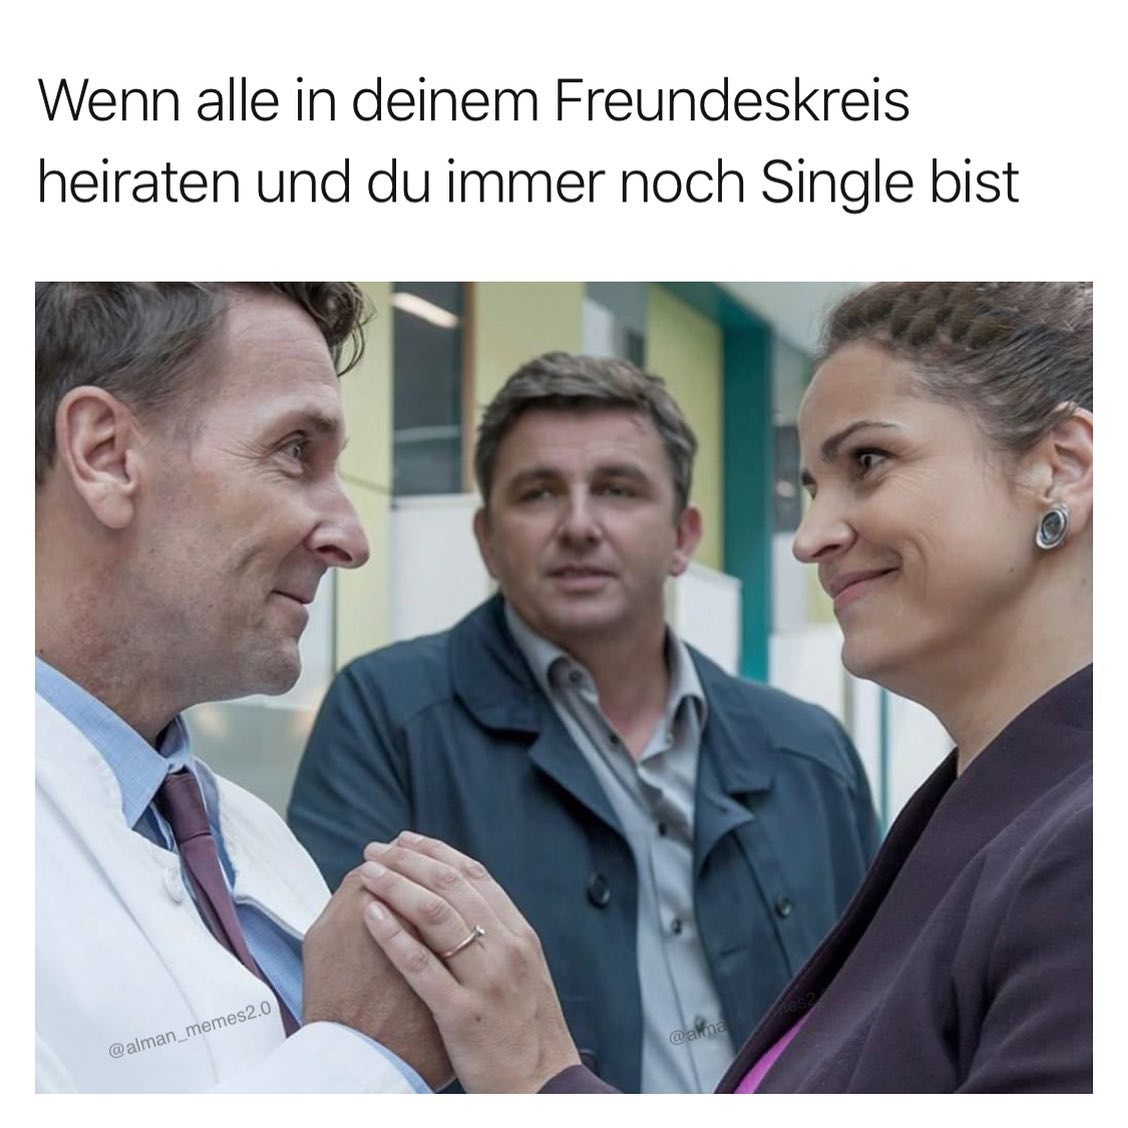 Wenn alle in deinem Freundeskreis
heiraten und du immer noch Single bist
@alman_memes2.0